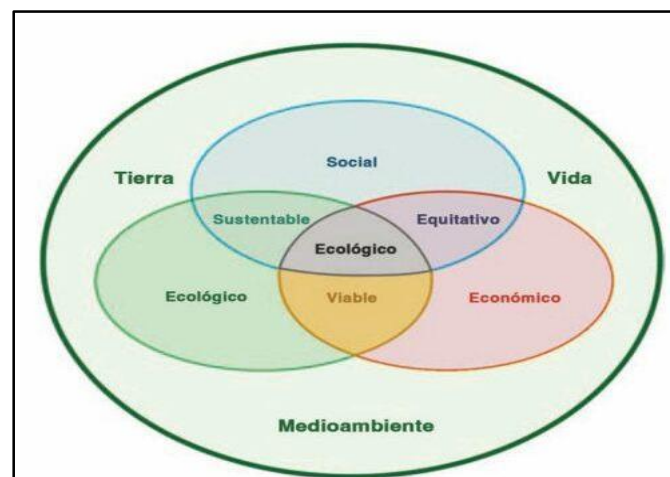 Social
Tierra
Vida
Sustentable
Equitativo
Ecológico
Ecológico
Viable
Económico
Medioambiente